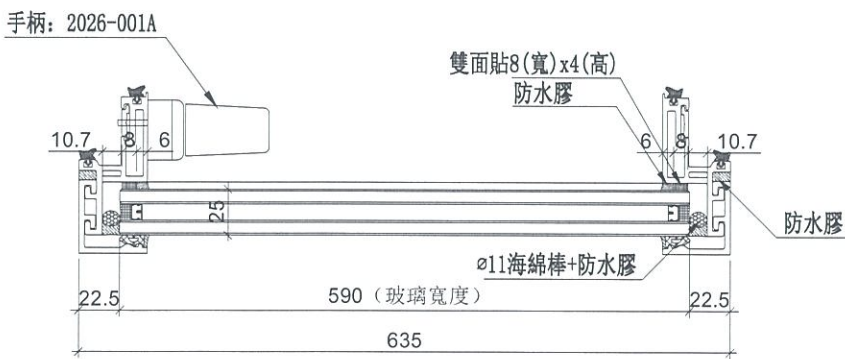 手柄：2026-001A
雙面貼8(寬)x4(高)
防水膠
10.7
8
6
6
8
10.7
25
防水膠
ø11海綿棒+防水膠
22.5
590（玻璃寬度）
22.5
635